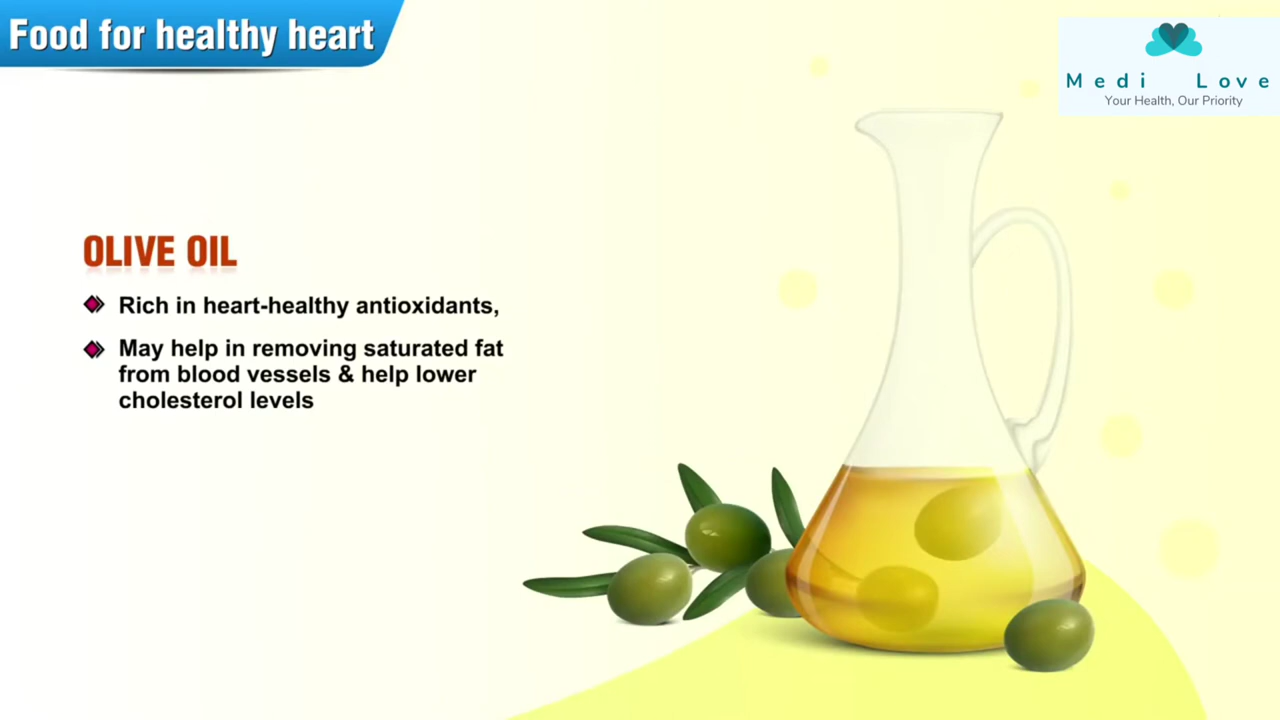 Food for healthy heart
Medi Love
Your Health, Our Priority
OLIVE OIL
Rich in heart-healthy antioxidants,
May help in removing saturated fat
from blood vessels & help lower
cholesterol levels